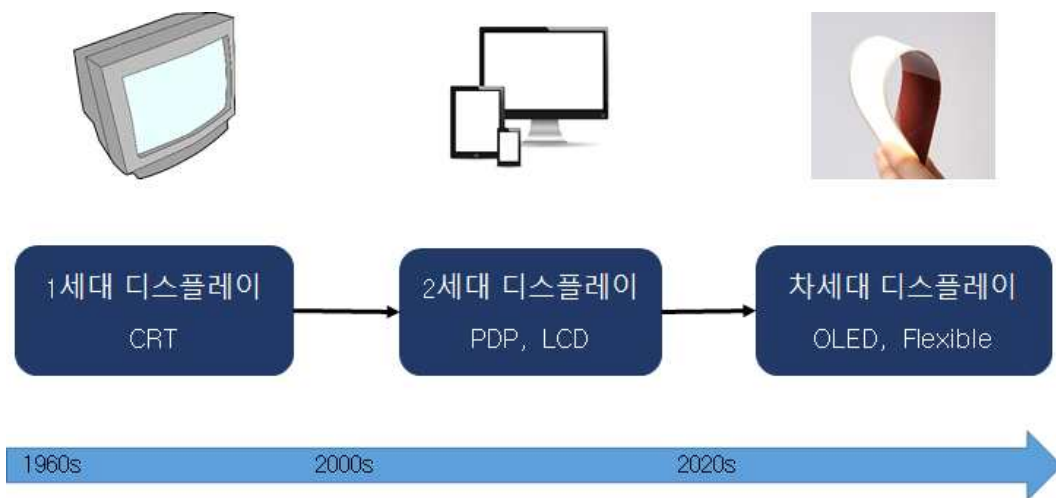 1세대 디스플레이
CRT
2세대 디스플레이
PDP, LCD
차세대 디스플레이
OLED, Flexible
1960s
2000s
2020s